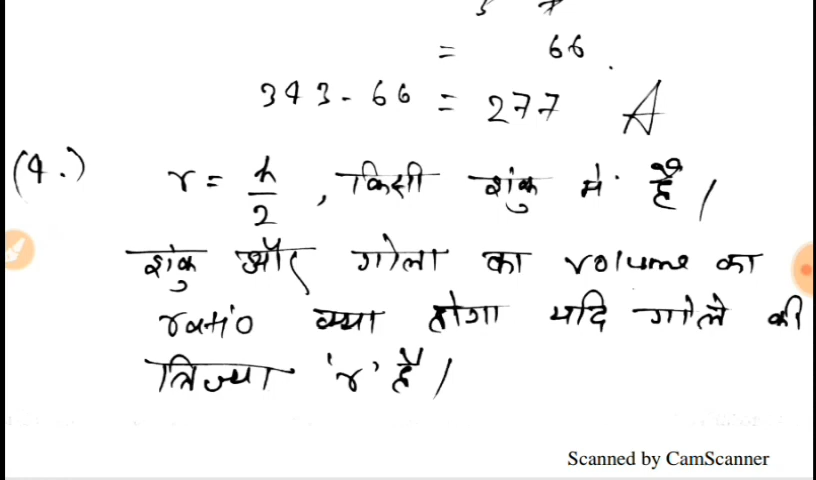 = 66.
343 - 66 = 277 A
(4.) r = h/2 , किसी शंकु मे है।
शंकु और गोला का volume का
ratio क्या होगा यदि गोले की
त्रिज्या 'r' है।
Scanned by CamScanner